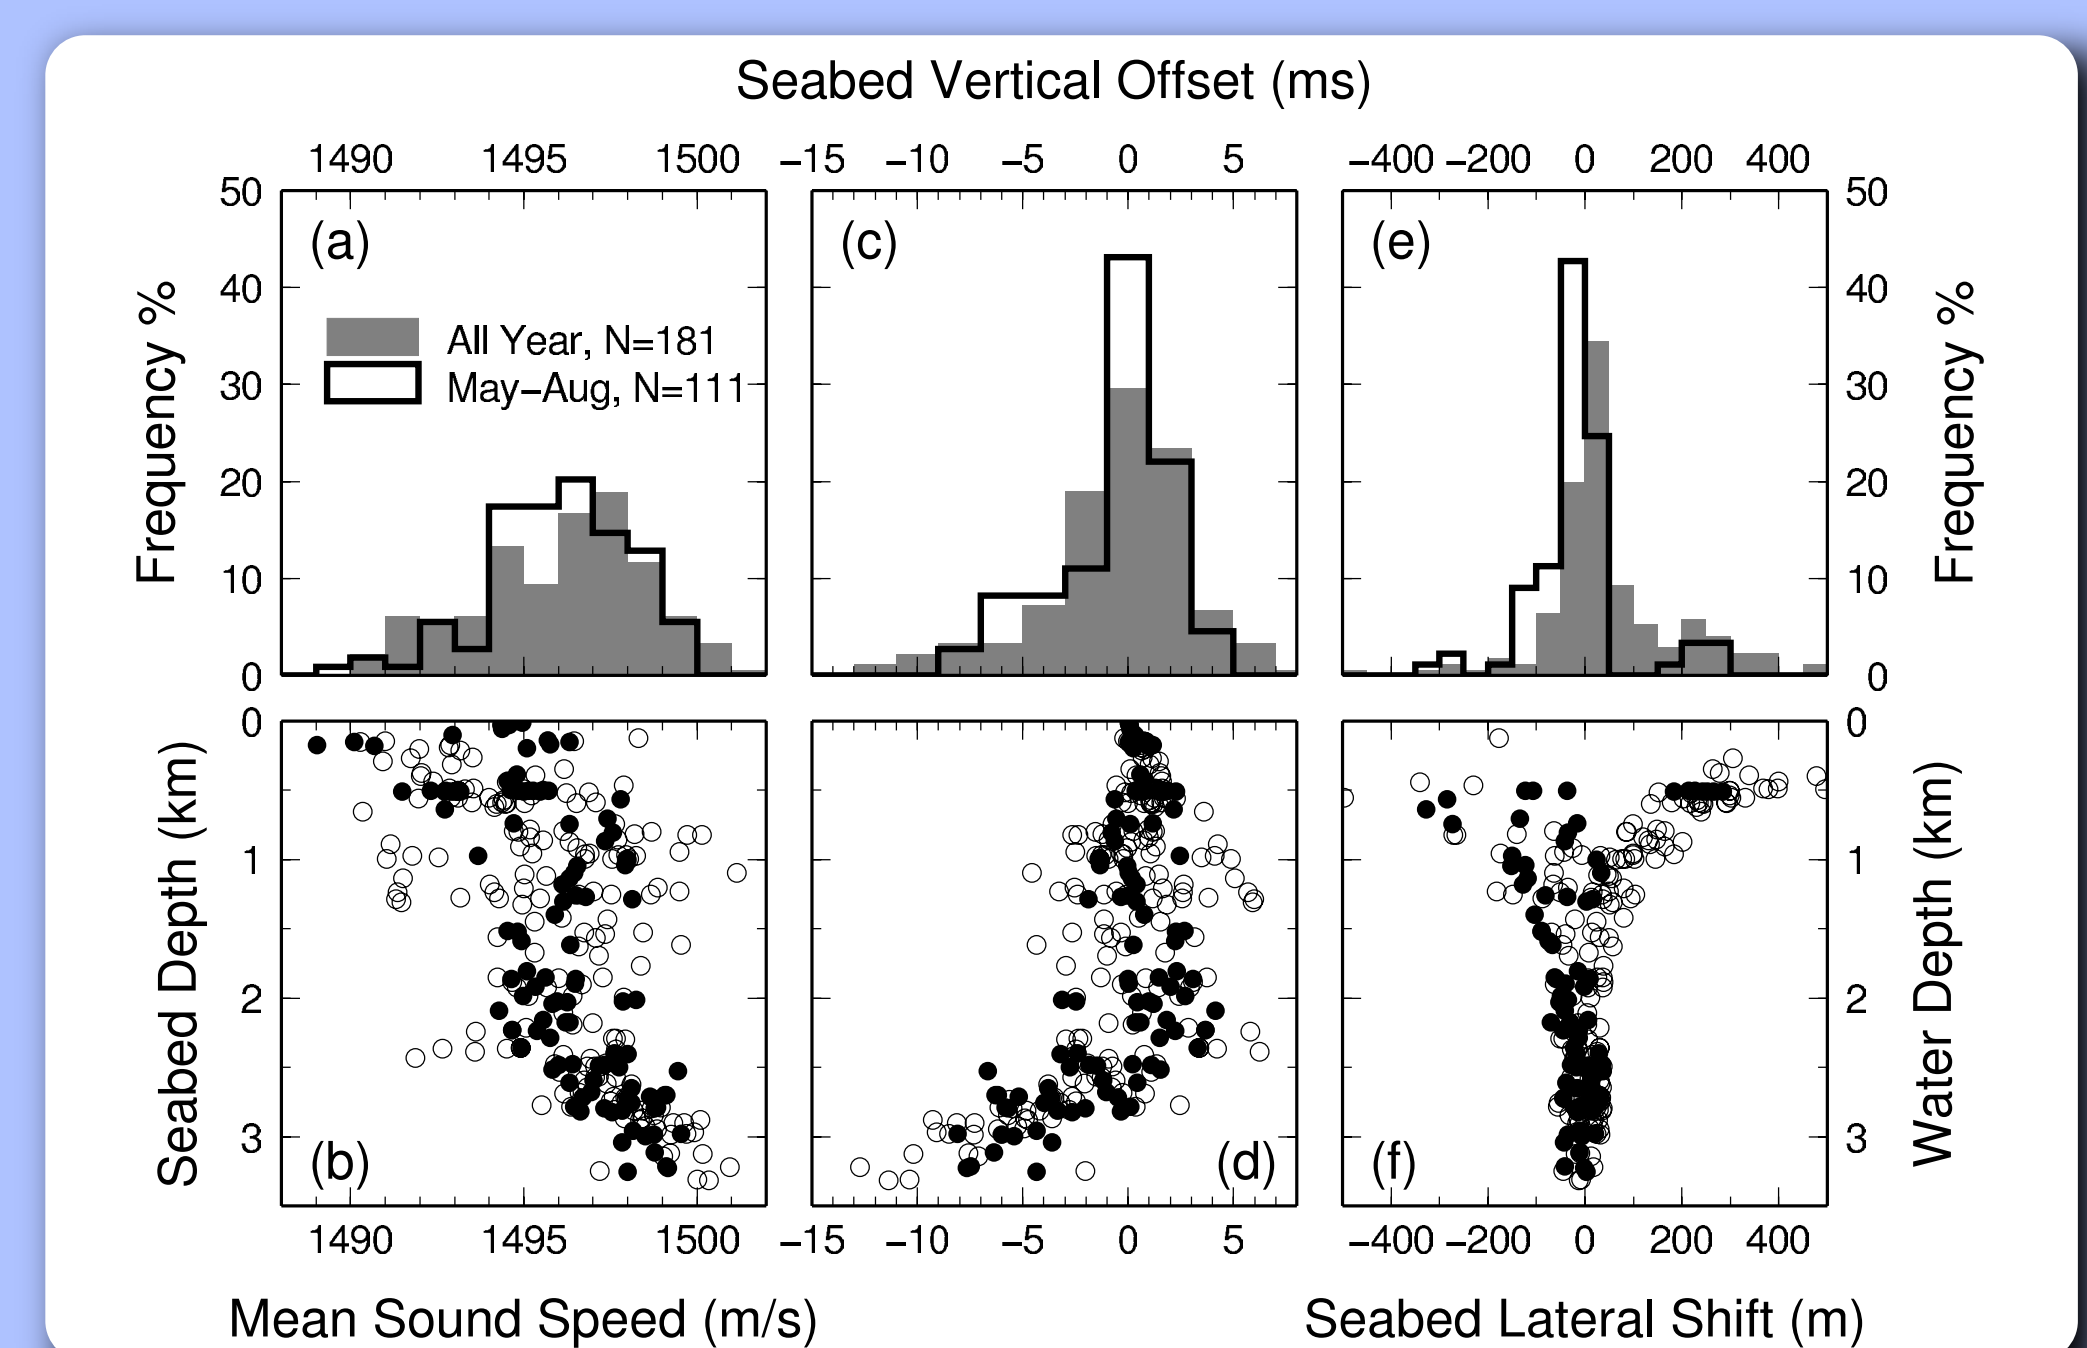 Seabed Vertical Offset (ms)
1490 1495 1500 −15 −10 −5 0 5 −400 −200 0 200 400
50 50
(a) (c) (e)
40 40
All Year, N=181
30 30
May−Aug, N=111
20 20
10 10
0 0
Frequency %
Frequency %
0 0
1 1
2 2
3 3
(b) (d) (f)
Seabed Depth (km)
Water Depth (km)
1490 1495 1500 −15 −10 −5 0 5 −400 −200 0 200 400
Mean Sound Speed (m/s) Seabed Lateral Shift (m)